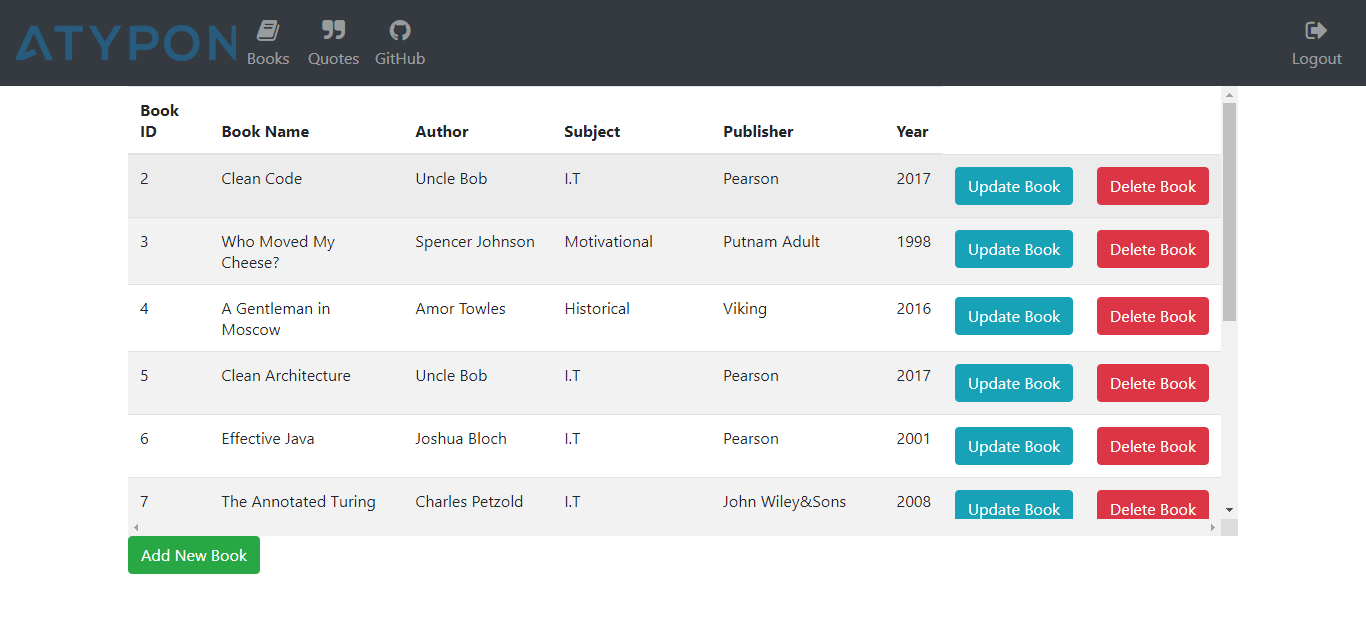 ATYPON
Books Quotes GitHub Logout
Book ID Book Name Author Subject Publisher Year
2 Clean Code Uncle Bob I.T Pearson 2017 Update Book Delete Book
3 Who Moved My Cheese? Spencer Johnson Motivational Putnam Adult 1998 Update Book Delete Book
4 A Gentleman in Moscow Amor Towles Historical Viking 2016 Update Book Delete Book
5 Clean Architecture Uncle Bob I.T Pearson 2017 Update Book Delete Book
6 Effective Java Joshua Bloch I.T Pearson 2001 Update Book Delete Book
7 The Annotated Turing Charles Petzold I.T John Wiley&Sons 2008 Update Book Delete Book
Add New Book